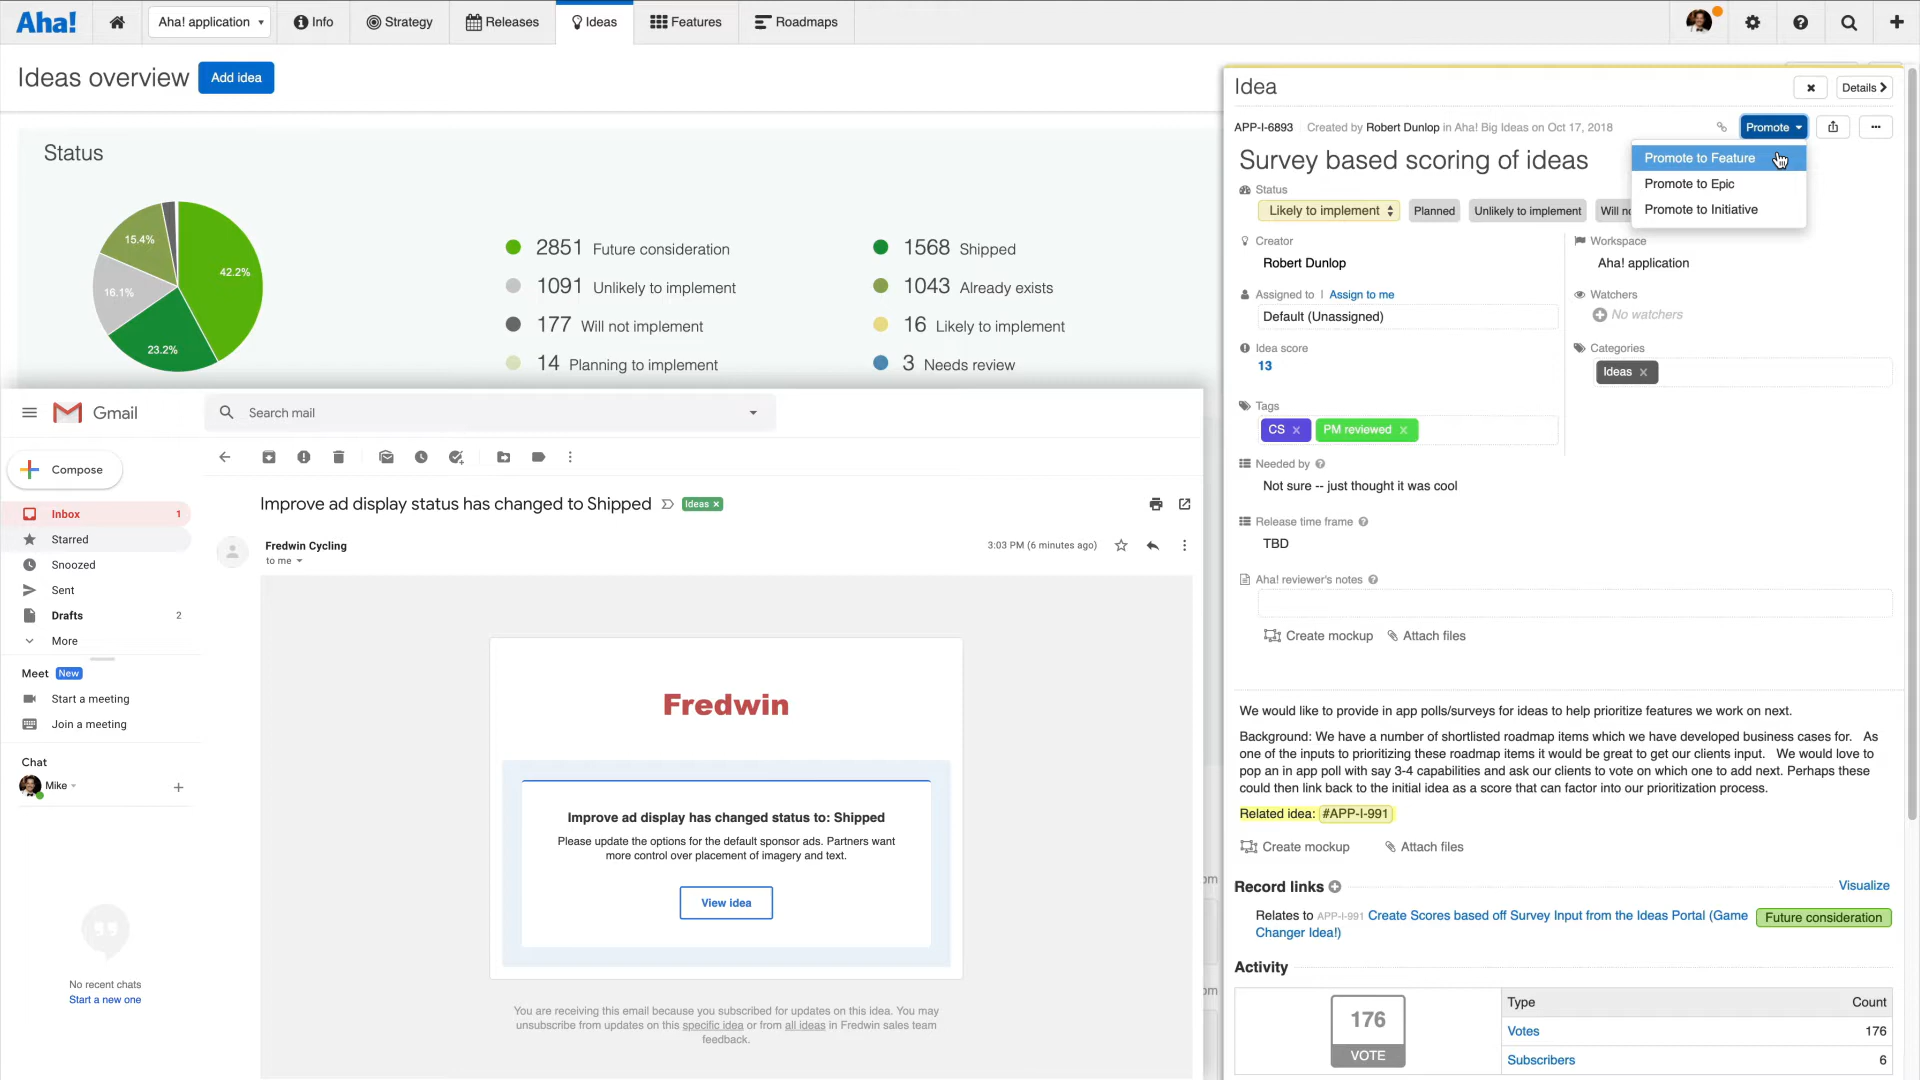 Aha!
Aha! application
Info
Strategy
Releases
Ideas
Features
Roadmaps
Ideas overview
Add idea
Status
42.2%
23.2%
16.1%
15.4%
2851 Future consideration
1568 Shipped
1091 Unlikely to implement
1043 Already exists
177 Will not implement
16 Likely to implement
14 Planning to implement
3 Needs review
Gmail
Search mail
Compose
Inbox 1
Starred
Snoozed
Sent
Drafts 2
More
Meet New
Start a meeting
Join a meeting
Chat
Mike
No recent chats
Start a new one
Improve ad display status has changed to Shipped
Ideas x
Fredwin Cycling
to me
3:03 PM (6 minutes ago)
Fredwin
Improve ad display has changed status to: Shipped
Please update the options for the default sponsor ads. Partners want
more control over placement of imagery and text.
View idea
You are receiving this email because you subscribed for updates on this idea. You may
unsubscribe from updates on this specific idea or from all ideas in Fredwin sales team
feedback.
Idea
Details
APP-I-6893 Created by Robert Dunlop in Aha! Big Ideas on Oct 17, 2018
Promote
Promote to Feature
Promote to Epic
Promote to Initiative
Survey based scoring of ideas
Status
Likely to implement
Planned
Unlikely to implement
Will no
Creator
Robert Dunlop
Workspace
Aha! application
Assigned to | Assign to me
Default (Unassigned)
Watchers
No watchers
Idea score
13
Categories
Ideas x
Tags
CS x
PM reviewed x
Needed by
Not sure -- just thought it was cool
Release time frame
TBD
Aha! reviewer's notes
Create mockup
Attach files
We would like to provide in app polls/surveys for ideas to help prioritize features we work on next.
Background: We have a number of shortlisted roadmap items which we have developed business cases for. As
one of the inputs to prioritizing these roadmap items it would be great to get our clients input. We would love to
pop an in app poll with say 3-4 capabilities and ask our clients to vote on which one to add next. Perhaps these
could then link back to the initial idea as a score that can factor into our prioritization process.
Related idea: #APP-I-991
Create mockup
Attach files
Record links
Visualize
Relates to APP-I-991 Create Scores based off Survey Input from the Ideas Portal (Game
Changer Idea!)
Future consideration
Activity
176
VOTE
Type Count
Votes 176
Subscribers 6